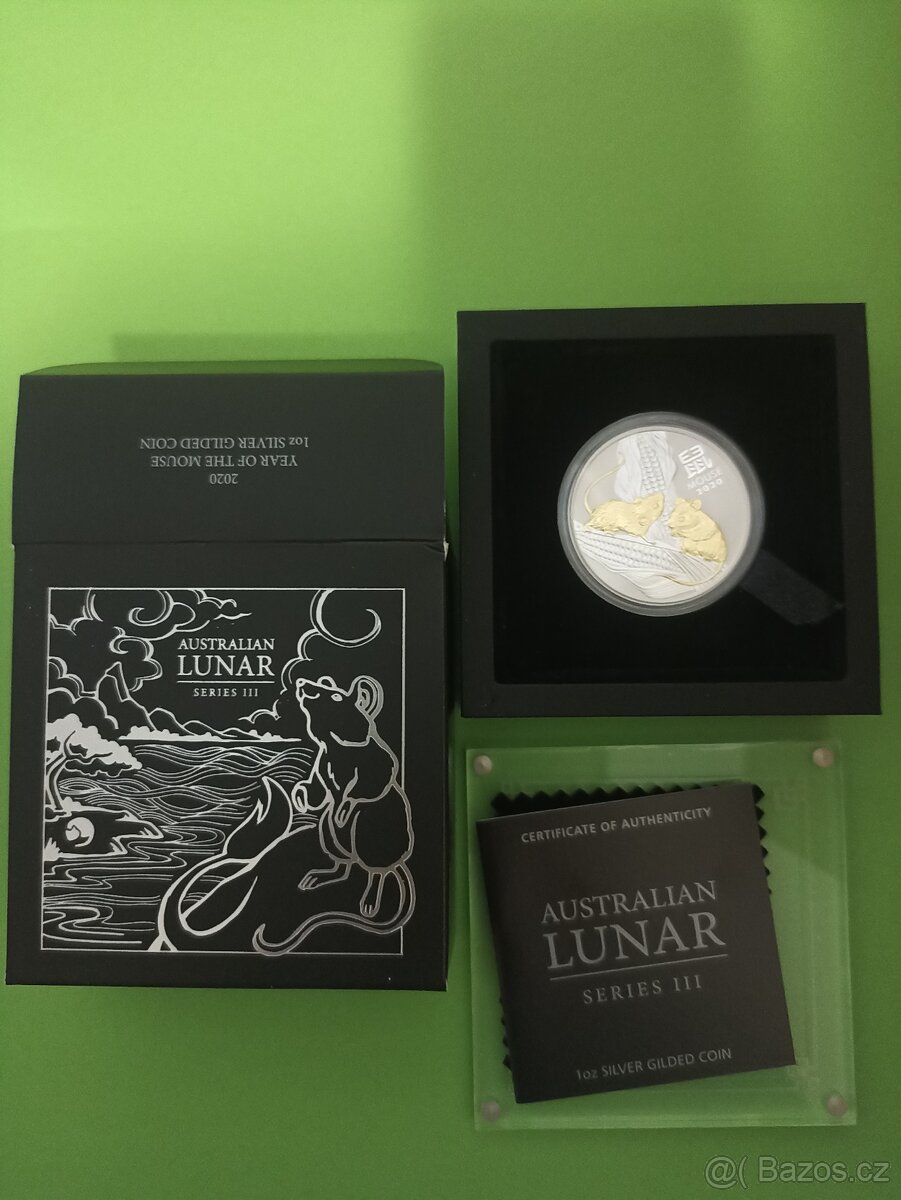 2020
YEAR OF THE MOUSE
1oz SILVER GILDED COIN
AUSTRALIAN
LUNAR
SERIES III
MOUSE
2020
CERTIFICATE OF AUTHENTICITY
AUSTRALIAN
LUNAR
SERIES III
1oz SILVER GILDED COIN
@( Bazos.cz